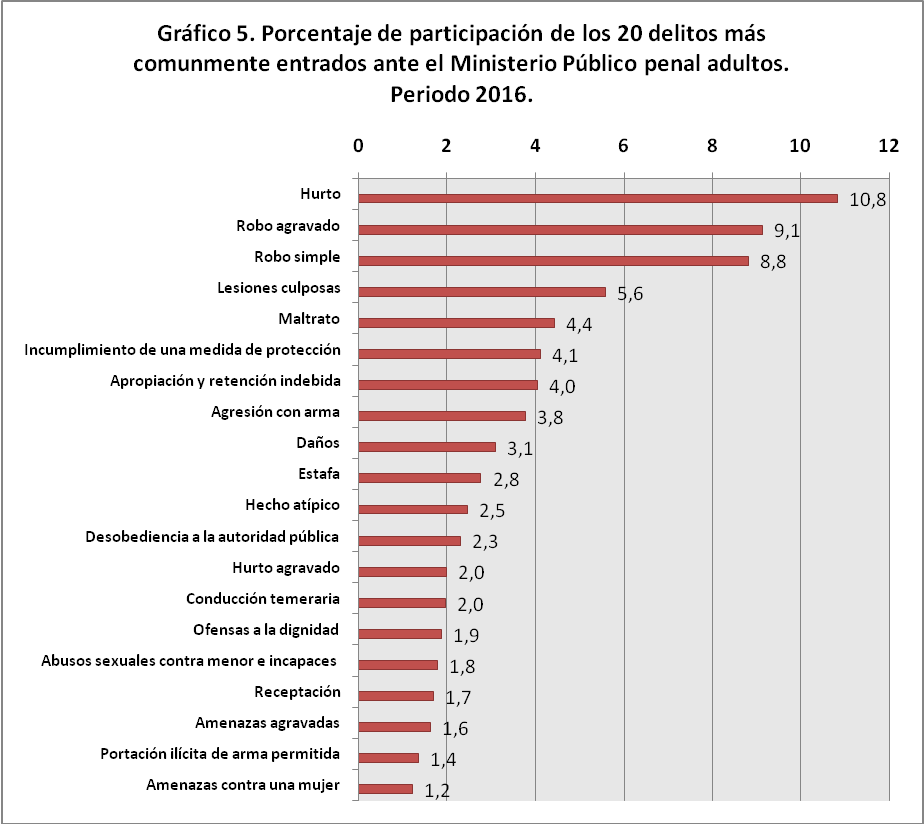 Gráfico 5. Porcentaje de participación de los 20 delitos más
comunmente entrados ante el Ministerio Público penal adultos.
Periodo 2016.
0 2 4 6 8 10 12
Hurto 10,8
Robo agravado 9,1
Robo simple 8,8
Lesiones culposas 5,6
Maltrato 4,4
Incumplimiento de una medida de protección 4,1
Apropiación y retención indebida 4,0
Agresión con arma 3,8
Daños 3,1
Estafa 2,8
Hecho atípico 2,5
Desobediencia a la autoridad pública 2,3
Hurto agravado 2,0
Conducción temeraria 2,0
Ofensas a la dignidad 1,9
Abusos sexuales contra menor e incapaces 1,8
Receptación 1,7
Amenazas agravadas 1,6
Portación ilícita de arma permitida 1,4
Amenazas contra una mujer 1,2